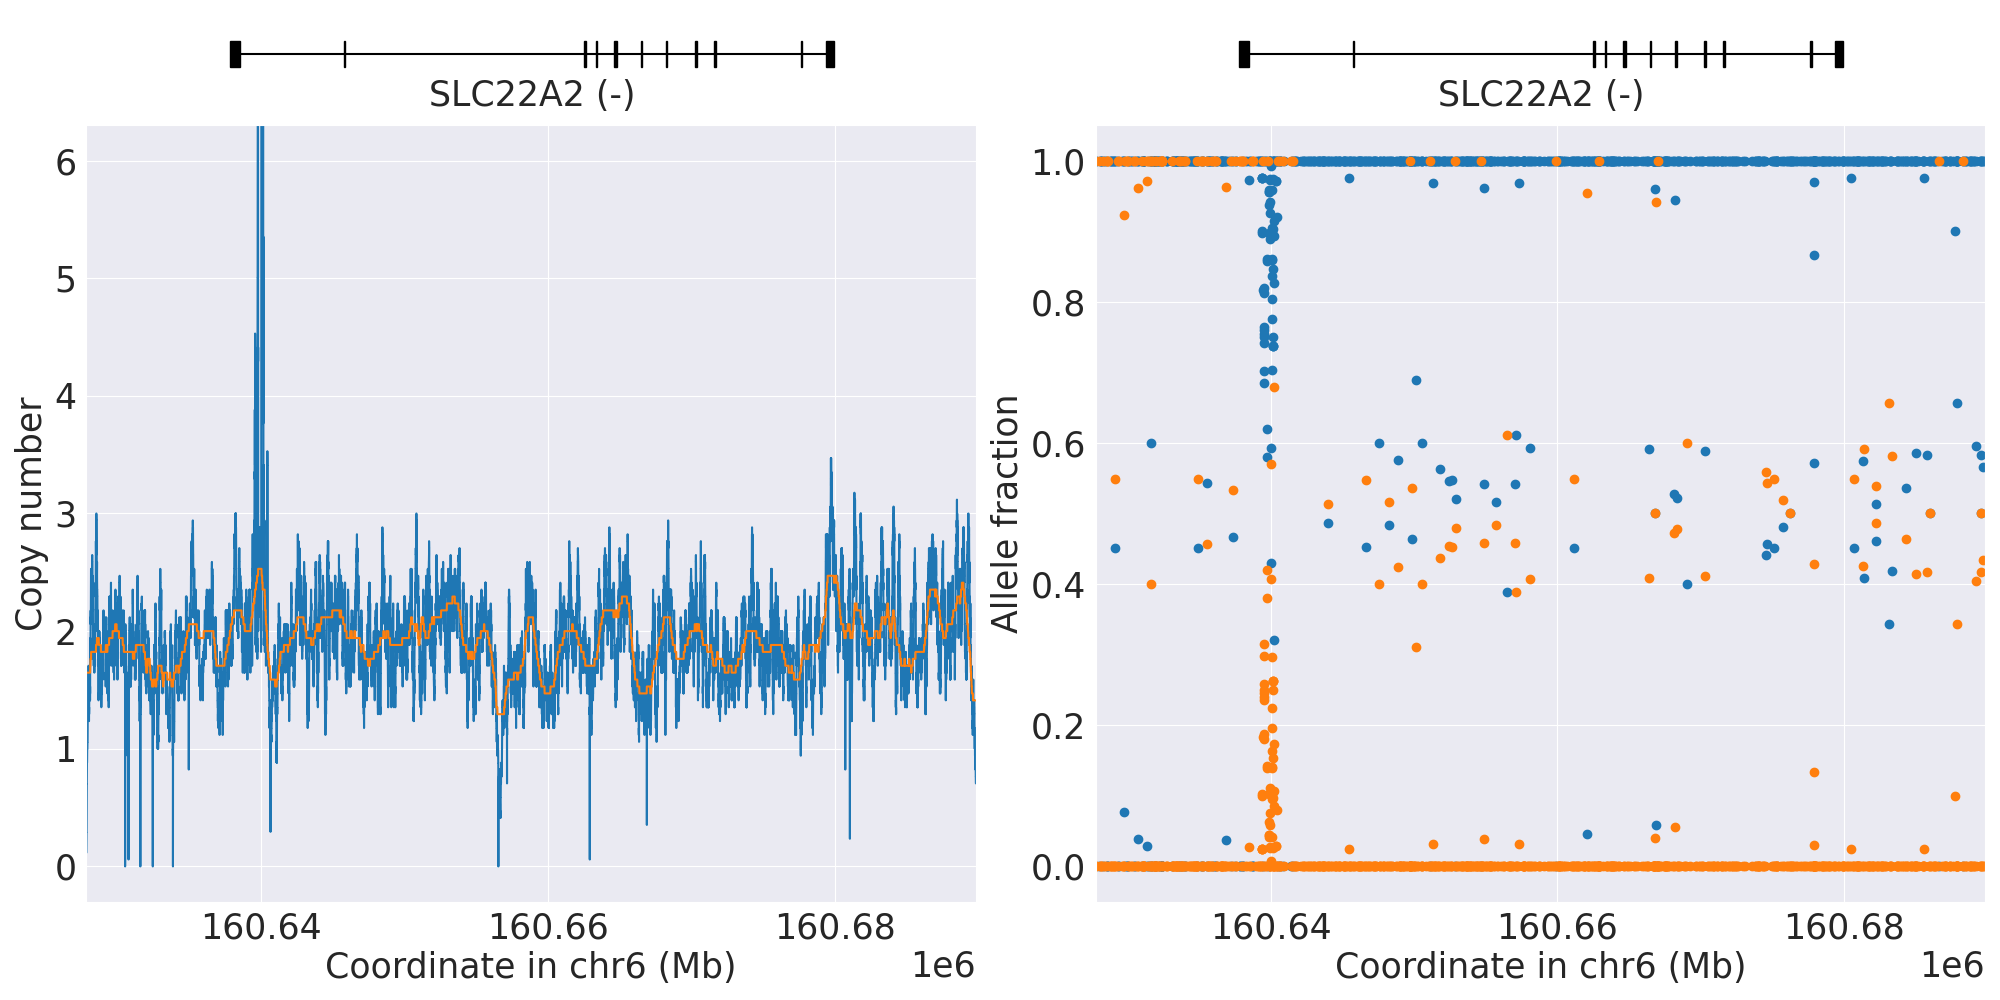 SLC22A2 (-)
6
5
4
3
2
1
0
Copy number
160.64 160.66 160.68
Coordinate in chr6 (Mb) 1e6
SLC22A2 (-)
1.0
0.8
0.6
0.4
0.2
0.0
Allele fraction
160.64 160.66 160.68
Coordinate in chr6 (Mb) 1e6